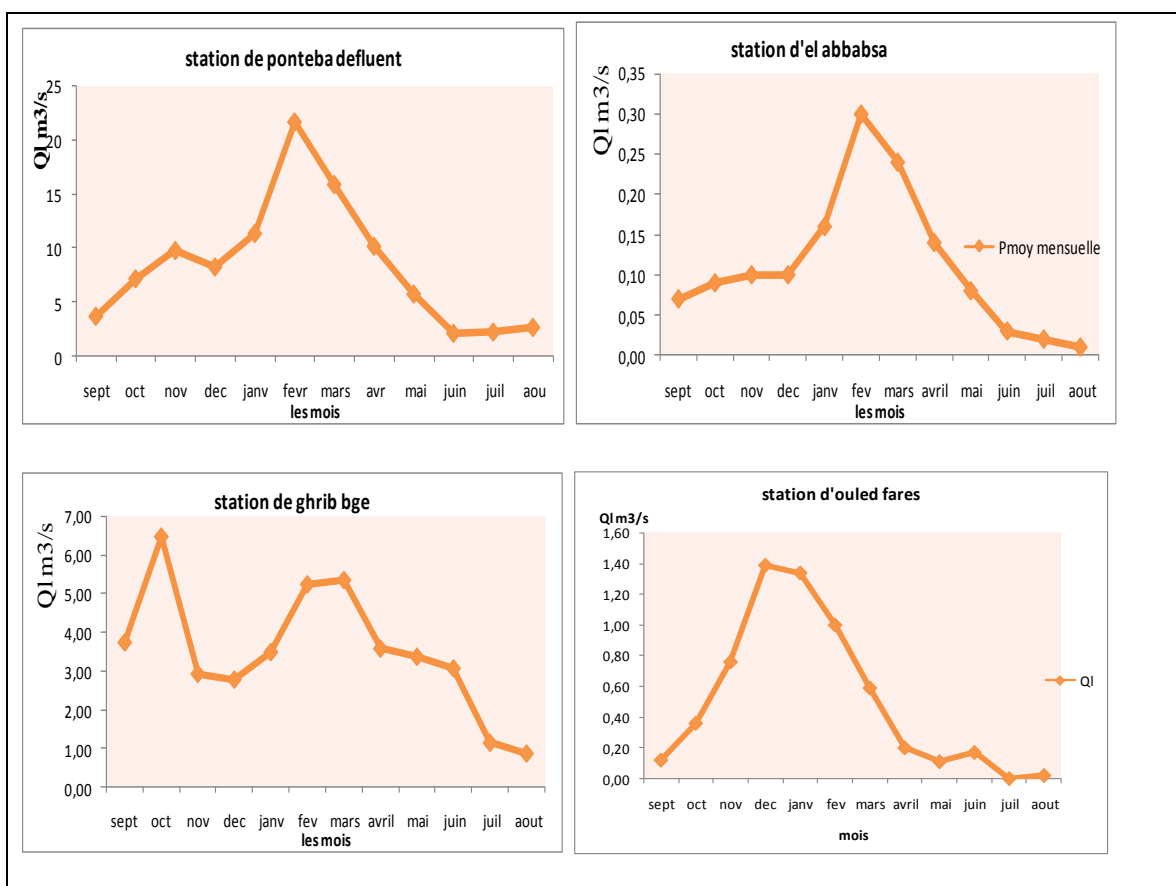 station de ponteba defluent
Ql m3/s
25
20
15
10
5
0
sept oct nov dec janv fevr mars avr mai juin juil aou
les mois
station d'el abbabsa
Ql m3/s
0,35
0,30
0,25
0,20
0,15
0,10
0,05
0,00
Pmoy mensuelle
sept oct nov dec janv fev mars avril mai juin juil aout
les mois
station de ghrib bge
Ql m3/s
7,00
6,00
5,00
4,00
3,00
2,00
1,00
0,00
sept oct nov dec janv fev mars avril mai juin juil aout
les mois
station d'ouled fares
Ql m3/s
1,60
1,40
1,20
1,00
0,80
0,60
0,40
0,20
0,00
Ql
sept oct nov dec janv fev mars avril mai juin juil aout
mois